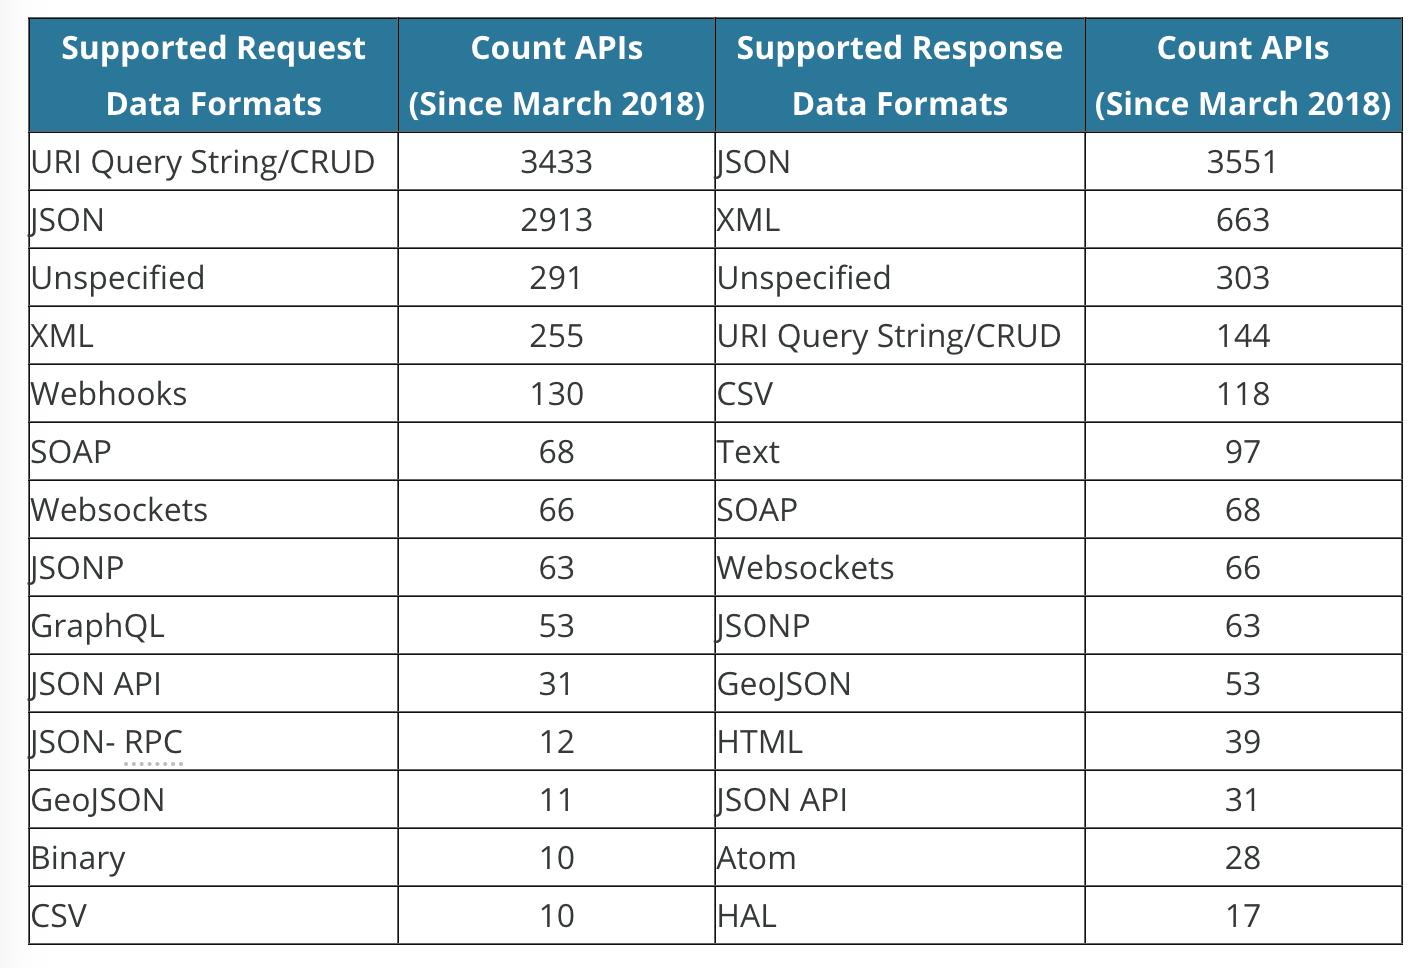 Supported Request Data Formats Count APIs (Since March 2018) Supported Response Data Formats Count APIs (Since March 2018)
URI Query String/CRUD 3433 JSON 3551
JSON 2913 XML 663
Unspecified 291 Unspecified 303
XML 255 URI Query String/CRUD 144
Webhooks 130 CSV 118
SOAP 68 Text 97
Websockets 66 SOAP 68
JSONP 63 Websockets 66
GraphQL 53 JSONP 63
JSON API 31 GeoJSON 53
JSON- RPC 12 HTML 39
GeoJSON 11 JSON API 31
Binary 10 Atom 28
CSV 10 HAL 17